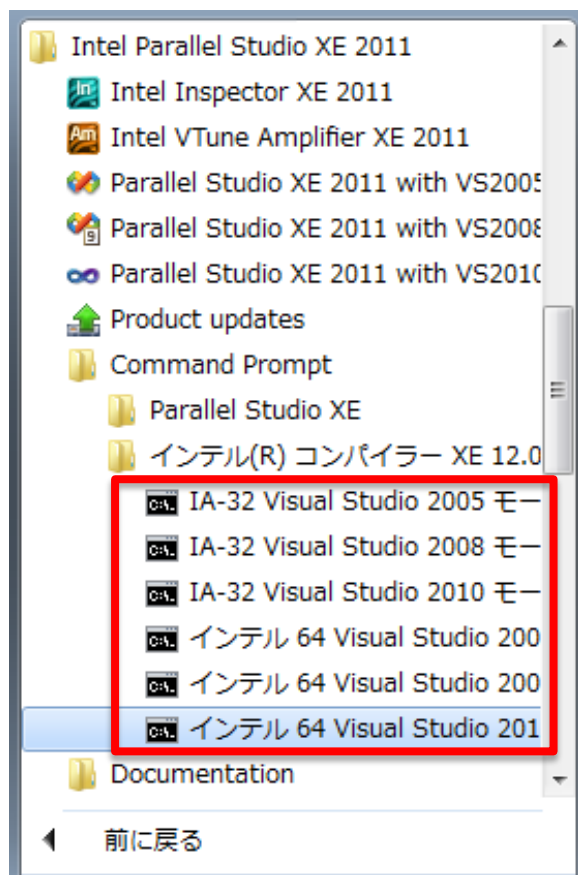 Intel Parallel Studio XE 2011
Intel Inspector XE 2011
Intel VTune Amplifier XE 2011
Parallel Studio XE 2011 with VS2005
Parallel Studio XE 2011 with VS2008
Parallel Studio XE 2011 with VS2010
Product updates
Command Prompt
Parallel Studio XE
インテル(R) コンパイラー XE 12.0
IA-32 Visual Studio 2005 モー
IA-32 Visual Studio 2008 モー
IA-32 Visual Studio 2010 モー
インテル 64 Visual Studio 200
インテル 64 Visual Studio 200
インテル 64 Visual Studio 201
Documentation
前に戻る